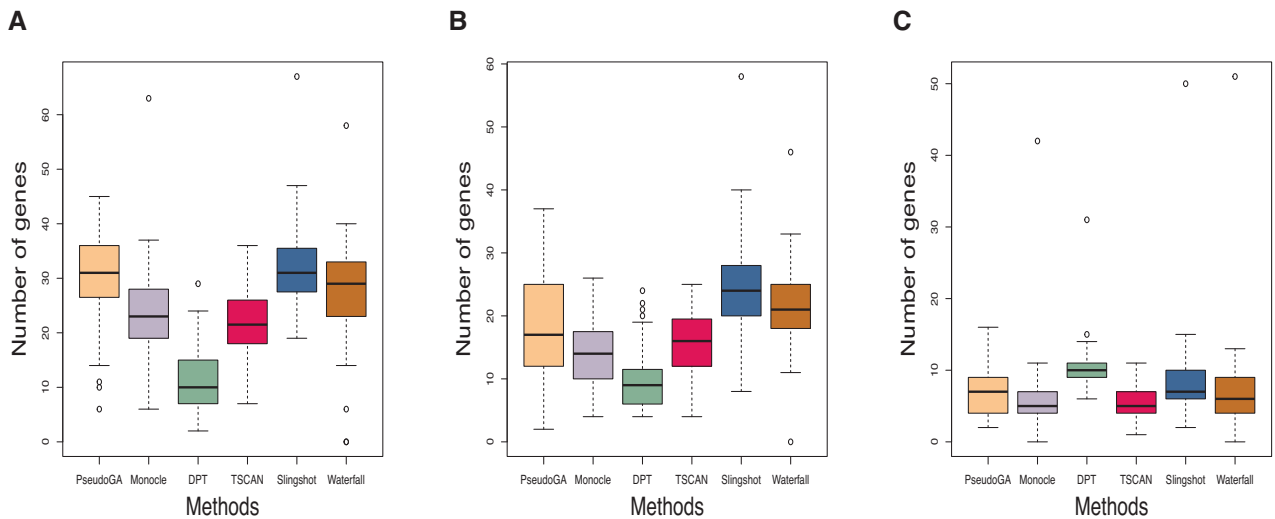 A
Number of genes
60
50
40
30
20
10
0
PseudoGA Monocle DPT TSCAN Slingshot Waterfall
Methods
B
Number of genes
60
50
40
30
20
10
0
PseudoGA Monocle DPT TSCAN Slingshot Waterfall
Methods
C
Number of genes
50
40
30
20
10
0
PseudoGA Monocle DPT TSCAN Slingshot Waterfall
Methods